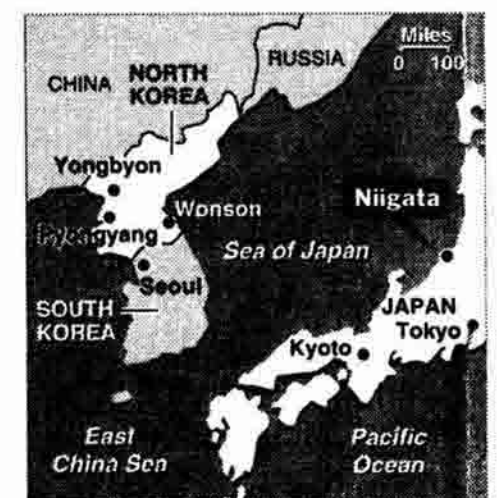 Miles
0 100
RUSSIA
CHINA
NORTH
KOREA
Yongbyon
Wonson
Niigata
Pyongyang
Sea of Japan
Seoul
SOUTH
KOREA
JAPAN
Tokyo
Kyoto
East
China Sea
Pacific
Ocean